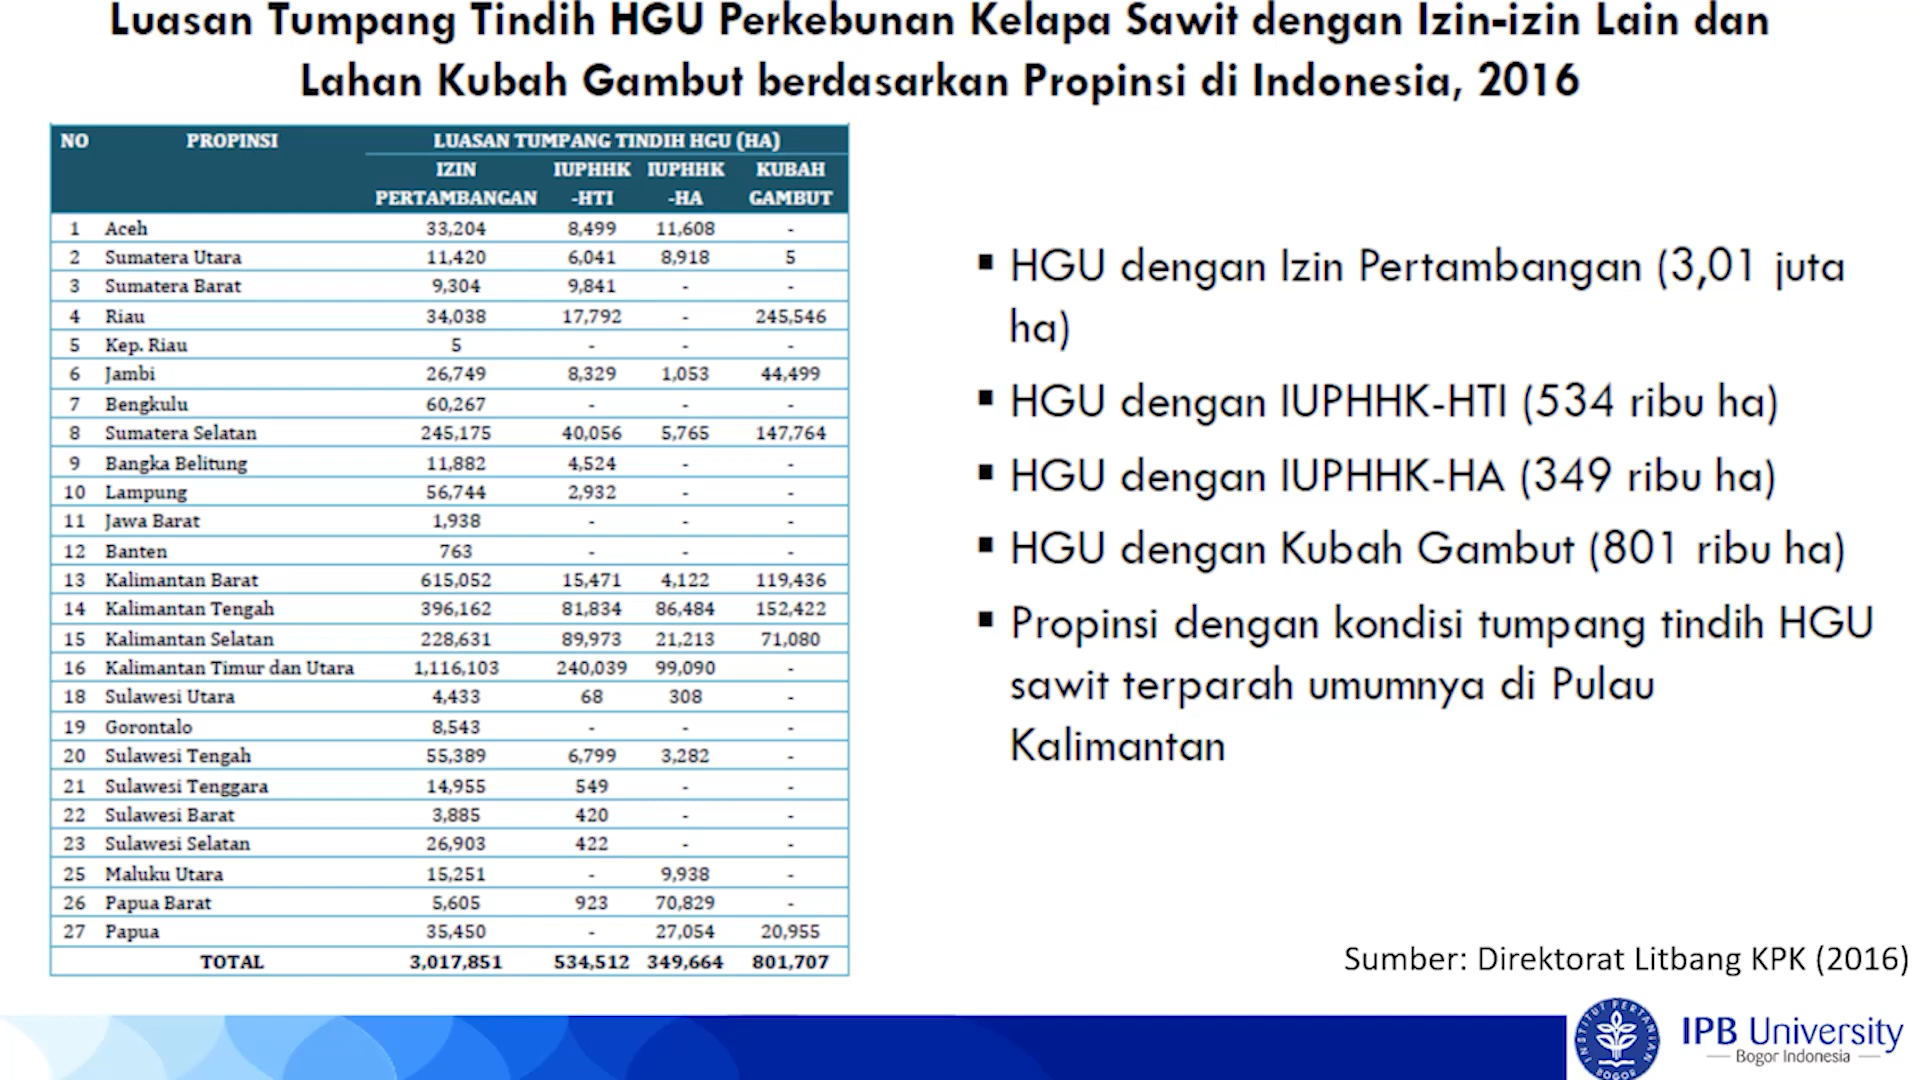 Luasan Tumpang Tindih HGU Perkebunan Kelapa Sawit dengan Izin-izin Lain dan
Lahan Kubah Gambut berdasarkan Propinsi di Indonesia, 2016
NO PROPINSI LUASAN TUMPANG TINDIH HGU (HA)
IZIN PERTAMBANGAN IUPHHK -HTI IUPHHK -HA KUBAH GAMBUT
1 Aceh 33,204 8,499 11,608 -
2 Sumatera Utara 11,420 6,041 8,918 5
3 Sumatera Barat 9,304 9,841 - -
4 Riau 34,038 17,792 - 245,546
5 Kep. Riau 5 - - -
6 Jambi 26,749 8,329 1,053 44,499
7 Bengkulu 60,267 - - -
8 Sumatera Selatan 245,175 40,056 5,765 147,764
9 Bangka Belitung 11,882 4,524 - -
10 Lampung 56,744 2,932 - -
11 Jawa Barat 1,938 - - -
12 Banten 763 - - -
13 Kalimantan Barat 615,052 15,471 4,122 119,436
14 Kalimantan Tengah 396,162 81,834 86,484 152,422
15 Kalimantan Selatan 228,631 89,973 21,213 71,080
16 Kalimantan Timur dan Utara 1,116,103 240,039 99,090 -
18 Sulawesi Utara 4,433 68 308 -
19 Gorontalo 8,543 - - -
20 Sulawesi Tengah 55,389 6,799 3,282 -
21 Sulawesi Tenggara 14,955 549 - -
22 Sulawesi Barat 3,885 420 - -
23 Sulawesi Selatan 26,903 422 - -
25 Maluku Utara 15,251 - 9,938 -
26 Papua Barat 5,605 923 70,829 -
27 Papua 35,450 - 27,054 20,955
TOTAL 3,017,851 534,512 349,664 801,707
▪ HGU dengan Izin Pertambangan (3,01 juta
ha)
▪ HGU dengan IUPHHK-HTI (534 ribu ha)
▪ HGU dengan IUPHHK-HA (349 ribu ha)
▪ HGU dengan Kubah Gambut (801 ribu ha)
▪ Propinsi dengan kondisi tumpang tindih HGU
sawit terparah umumnya di Pulau
Kalimantan
Sumber: Direktorat Litbang KPK (2016)
INSTITUT PERTANIAN BOGOR
IPB University
Bogor Indonesia